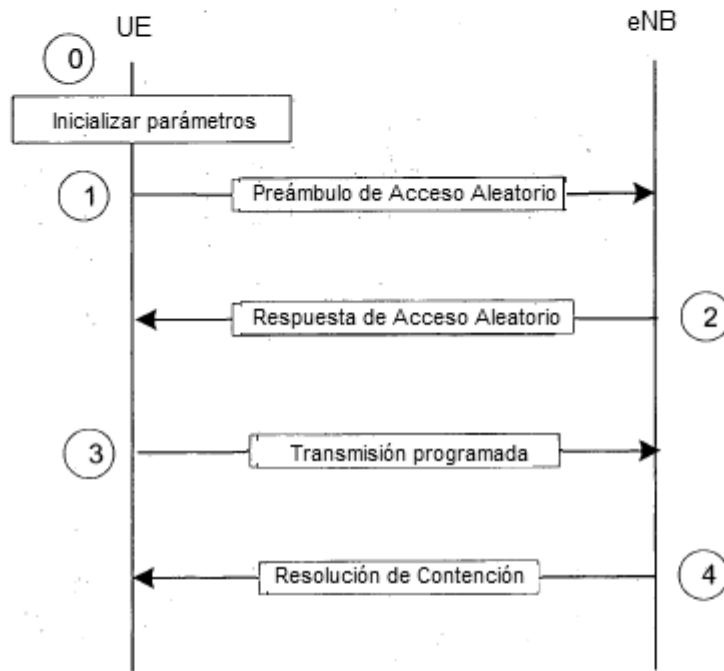 UE
eNB
0
Inicializar parámetros
1
Preámbulo de Acceso Aleatorio
Respuesta de Acceso Aleatorio
2
3
Transmisión programada
Resolución de Contención
4